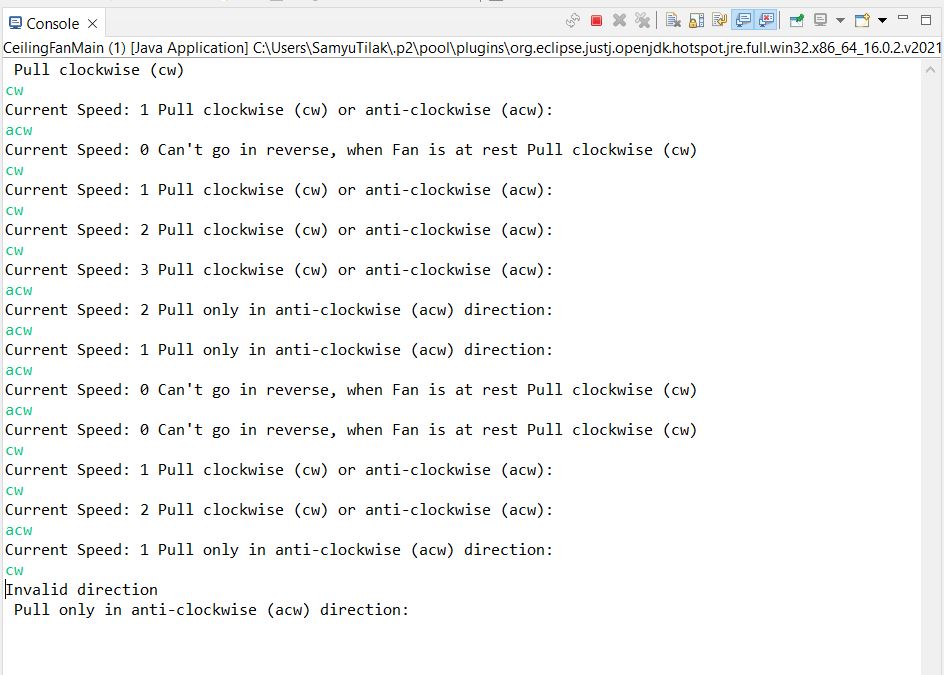 Console
CeilingFanMain (1) [Java Application] C:\Users\SamyuTilak\.p2\pool\plugins\org.eclipse.justj.openjdk.hotspot.jre.full.win32.x86_64_16.0.2.v2021
Pull clockwise (cw)
cw
Current Speed: 1 Pull clockwise (cw) or anti-clockwise (acw):
acw
Current Speed: 0 Can't go in reverse, when Fan is at rest Pull clockwise (cw)
cw
Current Speed: 1 Pull clockwise (cw) or anti-clockwise (acw):
cw
Current Speed: 2 Pull clockwise (cw) or anti-clockwise (acw):
cw
Current Speed: 3 Pull clockwise (cw) or anti-clockwise (acw):
acw
Current Speed: 2 Pull only in anti-clockwise (acw) direction:
acw
Current Speed: 1 Pull only in anti-clockwise (acw) direction:
acw
Current Speed: 0 Can't go in reverse, when Fan is at rest Pull clockwise (cw)
acw
Current Speed: 0 Can't go in reverse, when Fan is at rest Pull clockwise (cw)
cw
Current Speed: 1 Pull clockwise (cw) or anti-clockwise (acw):
cw
Current Speed: 2 Pull clockwise (cw) or anti-clockwise (acw):
acw
Current Speed: 1 Pull only in anti-clockwise (acw) direction:
cw
Invalid direction
Pull only in anti-clockwise (acw) direction: